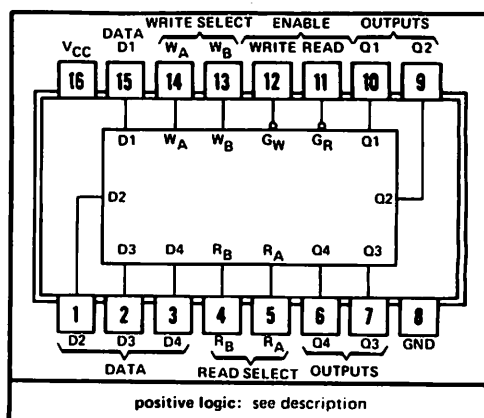 WRITE SELECT ENABLE OUTPUTS
DATA
VCC D1 WA WB WRITE READ Q1 Q2
16 15 14 13 12 11 10 9
D1 WA WB GW GR Q1
D2 Q2
D3 D4 RB RA Q4 Q3
1 2 3 4 5 6 7 8
D2 D3 D4 RB RA Q4 Q3 GND
DATA READ SELECT OUTPUTS
positive logic: see description